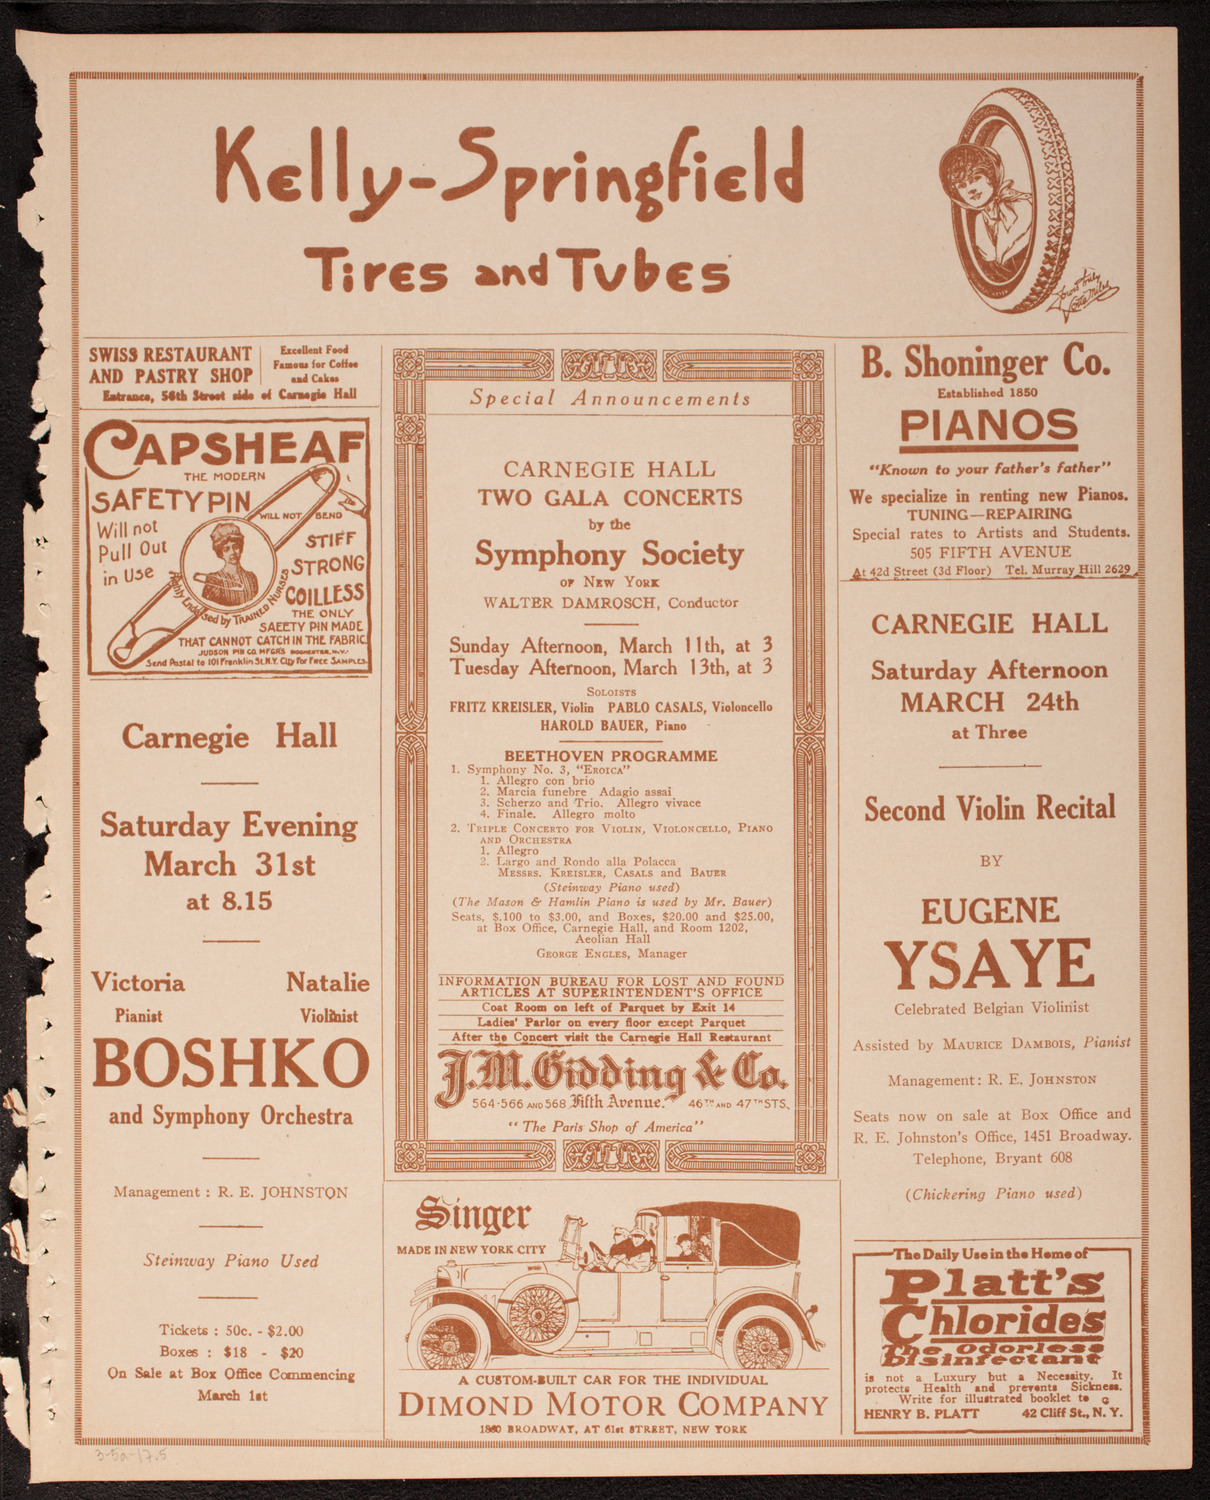 Kelly-Springfield
Tires and Tubes
Lotta Miles
SWISS RESTAURANT
AND PASTRY SHOP
Excellent Food
Famous for Coffee
and Cakes
Entrance, 56th Street side of Carnegie Hall
CAPSHEAF
THE MODERN
SAFETY PIN
WILL NOT BEND
Will not
Pull Out
in Use
STIFF
STRONG
COILLESS
Highly Endorsed by TRAINED NURSES
THE ONLY
SAFETY PIN MADE
THAT CANNOT CATCH IN THE FABRIC
JUDSON PIN CO. MFGRS ROCHESTER, N.Y.
Send Postal to 101 Franklin St. N.Y. City for FREE SAMPLES.
Carnegie Hall
Saturday Evening
March 31st
at 8.15
Victoria Natalie
Pianist Violinist
BOSHKO
and Symphony Orchestra
Management : R. E. JOHNSTON
Steinway Piano Used
Tickets : 50c. - $2.00
Boxes : $18 - $20
On Sale at Box Office Commencing
March 1st
Special Announcements
CARNEGIE HALL
TWO GALA CONCERTS
by the
Symphony Society
OF NEW YORK
WALTER DAMROSCH, Conductor
Sunday Afternoon, March 11th, at 3
Tuesday Afternoon, March 13th, at 3
SOLOISTS
FRITZ KREISLER, Violin PABLO CASALS, Violoncello
HAROLD BAUER, Piano
BEETHOVEN PROGRAMME
1. Symphony No. 3, "EROICA"
1. Allegro con brio
2. Marcia funebre Adagio assai
3. Scherzo and Trio. Allegro vivace
4. Finale. Allegro molto
2. TRIPLE CONCERTO FOR VIOLIN, VIOLONCELLO, PIANO
AND ORCHESTRA
1. Allegro
2. Largo and Rondo alla Polacca
MESSRS. KREISLER, CASALS and BAUER
(Steinway Piano used)
(The Mason & Hamlin Piano is used by Mr. Bauer)
Seats, $.100 to $3.00, and Boxes, $20.00 and $25.00,
at Box Office, Carnegie Hall, and Room 1202,
Aeolian Hall
GEORGE ENGLES, Manager
INFORMATION BUREAU FOR LOST AND FOUND
ARTICLES AT SUPERINTENDENT'S OFFICE
Coat Room on left of Parquet by Exit 14
Ladies' Parlor on every floor except Parquet
After the Concert visit the Carnegie Hall Restaurant
J.M. Gidding & Co.
564-566 AND 568 Fifth Avenue. 46TH AND 47TH STS.
"The Paris Shop of America"
Singer
MADE IN NEW YORK CITY
A CUSTOM-BUILT CAR FOR THE INDIVIDUAL
DIMOND MOTOR COMPANY
1860 BROADWAY, AT 61st STREET, NEW YORK
B. Shoninger Co.
Established 1850
PIANOS
"Known to your father's father"
We specialize in renting new Pianos.
TUNING—REPAIRING
Special rates to Artists and Students.
505 FIFTH AVENUE
At 42d Street (3d Floor) Tel. Murray Hill 2629
CARNEGIE HALL
Saturday Afternoon
MARCH 24th
at Three
Second Violin Recital
BY
EUGENE
YSAYE
Celebrated Belgian Violinist
Assisted by MAURICE DAMBOIS, Pianist
Management: R. E. JOHNSTON
Seats now on sale at Box Office and
R. E. Johnston's Office, 1451 Broadway.
Telephone, Bryant 608
(Chickering Piano used)
The Daily Use in the Home of
Platt's
Chlorides
The Odorless
Disinfectant
is not a Luxury but a Necessity. It
protects Health and prevents Sickness.
Write for illustrated booklet to
HENRY B. PLATT 42 Cliff St., N. Y.
3-5a-17.5